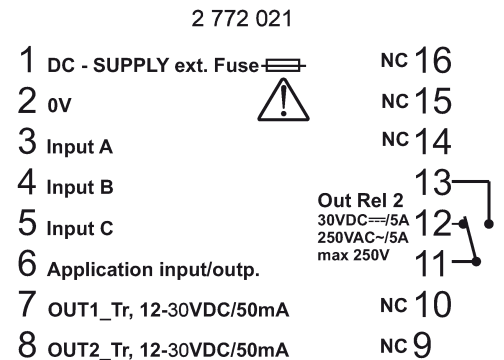 2 772 021
1 DC - SUPPLY ext. Fuse
2 0V
3 Input A
4 Input B
5 Input C
6 Application input/outp.
7 OUT1_Tr, 12-30VDC/50mA
8 OUT2_Tr, 12-30VDC/50mA
NC 16
NC 15
NC 14
13
Out Rel 2
30VDC⎓/5A 12
250VAC~/5A
max 250V 11
NC 10
NC 9